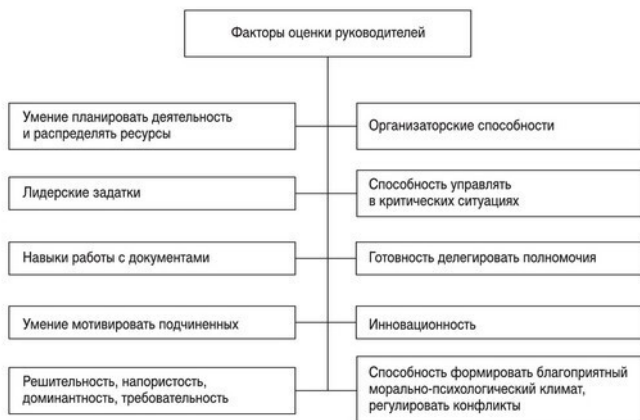 Факторы оценки руководителей
Умение планировать деятельность
и распределять ресурсы
Организаторские способности
Лидерские задатки
Способность управлять
в критических ситуациях
Навыки работы с документами
Готовность делегировать полномочия
Умение мотивировать подчиненных
Инновационность
Решительность, напористость,
доминантность, требовательность
Способность формировать благоприятный
морально-психологический климат,
регулировать конфликты